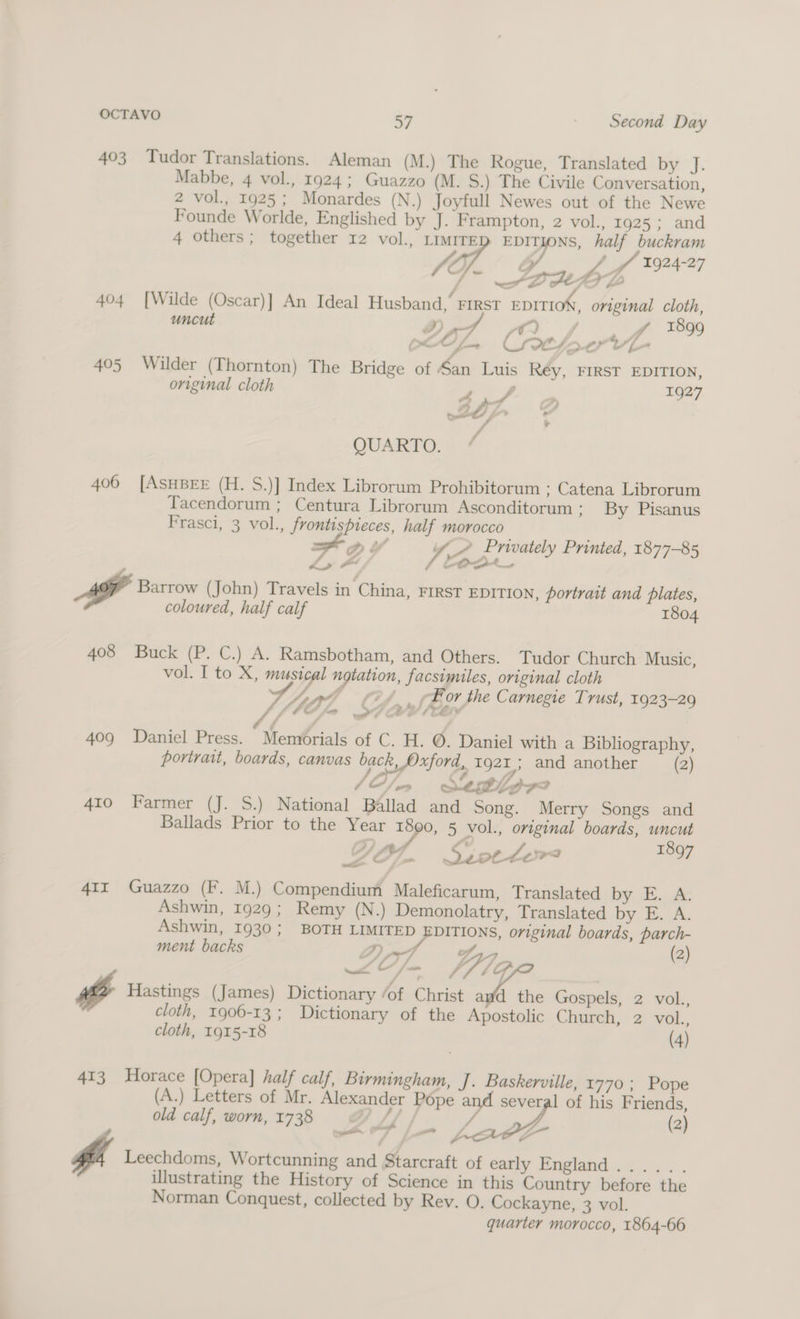 OCTAVO 57 Second Day
403 Tudor Translations. Aleman (M.) The Rogue, Translated by J.
Mabbe, 4 vol., 1924; Guazzo (M. S.) The Civile Conversation,
2 vol., 1925; Monardes (N.) Joyfull Newes out of the Newe
Founde Worlde, Englished by J. Frampton, 2 vol., 1925; and
4 others; together 12 vol., LIMITED EDITIONS, half buckram
1924-27
404 [Wilde (Oscar)] An Ideal Husband, FIRST EDITION, original cloth,
uncut 1899
405 Wilder (Thornton) The Bridge of San Luis Rey, FIRST EDITION,
original cloth 1927
QUARTO.
406 [ASHBEE (H. S.)] Index Librorum Prohibitorum; Catena Librorum
Tacendorum; Centura Librorum Asconditorum; By Pisanus
Frasci, 3 vol., frontispieces, half morocco
Privately Printed, 1877-85
Barrow (John) Travels in China, FIRST EDITION, portrait and plates,
coloured, half calf 1804
408 Buck (P. C.) A. Ramsbotham, and Others. Tudor Church Music,
vol. I to X, musical notation, facsimiles, original cloth
For the Carnegie Trust, 1923-29
409 Daniel Press. Memorials of C. H. O. Daniel with a Bibliography,
portrait, boards, canvas back, Oxford, 1921; and another (2)
410 Farmer (J. S.) National Ballad and Song. Merry Songs and
Ballads Prior to the Year 1800, 5 vol., original boards, uncut
1897
411 Guazzo (F. M.) Compendium Maleficarum, Translated by E. A.
Ashwin, 1929; Remy (N.) Demonolatry, Translated by E. A.
Ashwin, 1930; BOTH LIMITED EDITIONS, original boards, parch-
ment backs (2)
Hastings (James) Dictionary of Christ and the Gospels, 2 vol.,
cloth, 1906-13; Dictionary of the Apostolic Church, 2 vol.,
cloth, 1915-18 (4)
413 Horace [Opera] half calf, Birmingham, J. Baskerville, 1770; Pope
(A.) Letters of Mr. Alexander Pope and several of his Friends,
old calf, worn, 1738 (2)
Leechdoms, Wortcunning and Starcraft of early England . . . . . .
illustrating the History of Science in this Country before the
Norman Conquest, collected by Rev. O. Cockayne, 3 vol.
quarter morocco, 1864-66